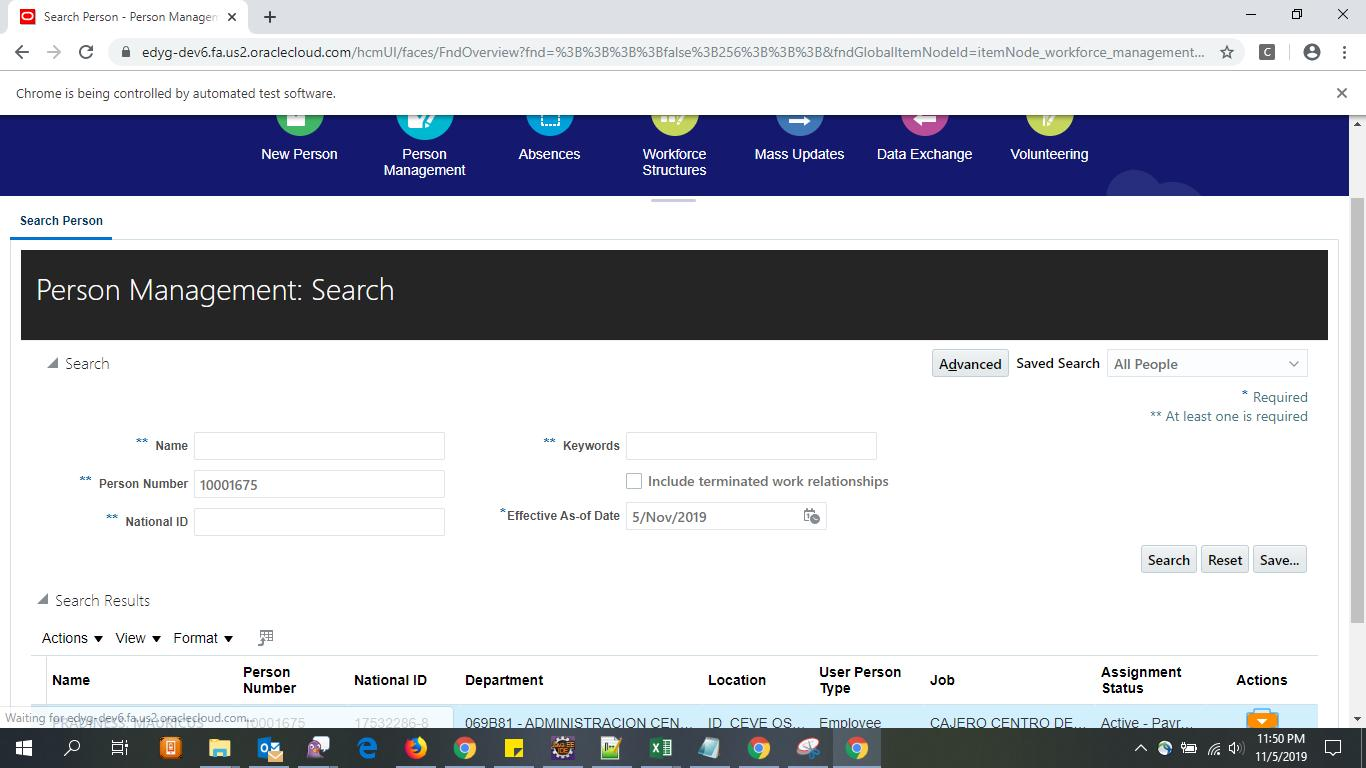 Search Person - Person Managem
edyg-dev6.fa.us2.oraclecloud.com/hcmUI/faces/FndOverview?fnd=%3B%3B%3B%3Bfalse%3B256%3B%3B%3B&fndGlobalItemNodeId=itemNode_workforce_management...
Chrome is being controlled by automated test software.
New Person
Person Management
Absences
Workforce Structures
Mass Updates
Data Exchange
Volunteering
Search Person
Person Management: Search
Search
Advanced Saved Search All People
* Required
** At least one is required
** Name
** Keywords
** Person Number 10001675
Include terminated work relationships
** National ID
*Effective As-of Date 5/Nov/2019
Search Reset Save...
Search Results
Actions View Format
Name Person Number National ID Department Location User Person Type Job Assignment Status Actions
10001675 17532286-8 069B81 - ADMINISTRACION CEN... ID_CEVE OS... Employee CAJERO CENTRO DE... Active - Payr...
Waiting for edyg-dev6.fa.us2.oraclecloud.com...
11:50 PM
11/5/2019